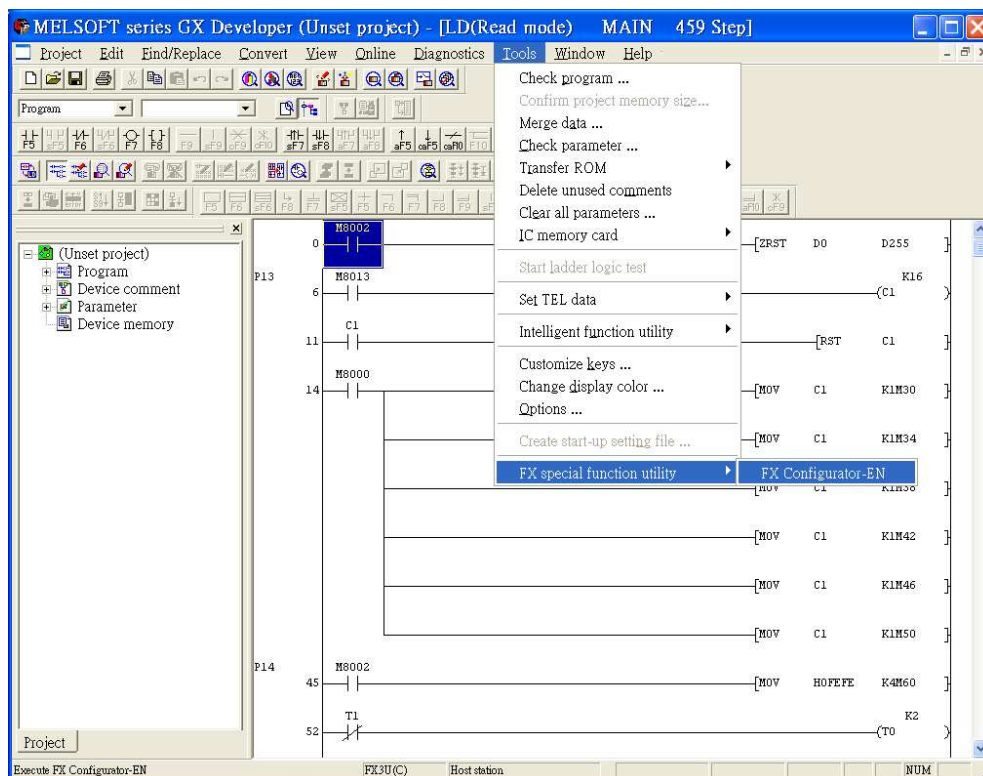 MELSOFT series GX Developer (Unset project) - [LD(Read mode) MAIN 459 Step]
Project Edit Find/Replace Convert View Online Diagnostics Tools Window Help
Program
Check program ...
Confirm project memory size...
Merge data ...
Check parameter ...
Transfer ROM
Delete unused comments
Clear all parameters ...
IC memory card
Start ladder logic test
Set TEL data
Intelligent function utility
Customize keys ...
Change display color ...
Options ...
Create start-up setting file ...
FX special function utility
FX Configurator-EN
(Unset project)
Program
Device comment
Parameter
Device memory
Project
M8002
0 ZRST D0 D255
P13 M8013 K16
6 C1
C1
11 RST C1
M8000
14 MOV C1 K1M30
MOV C1 K1M34
MOV C1 K1M38
MOV C1 K1M42
MOV C1 K1M46
MOV C1 K1M50
P14 M8002
45 MOV H0FEFE K4M60
T1 K2
52 T0
Execute FX Configurator-EN FX3U(C) Host station NUM